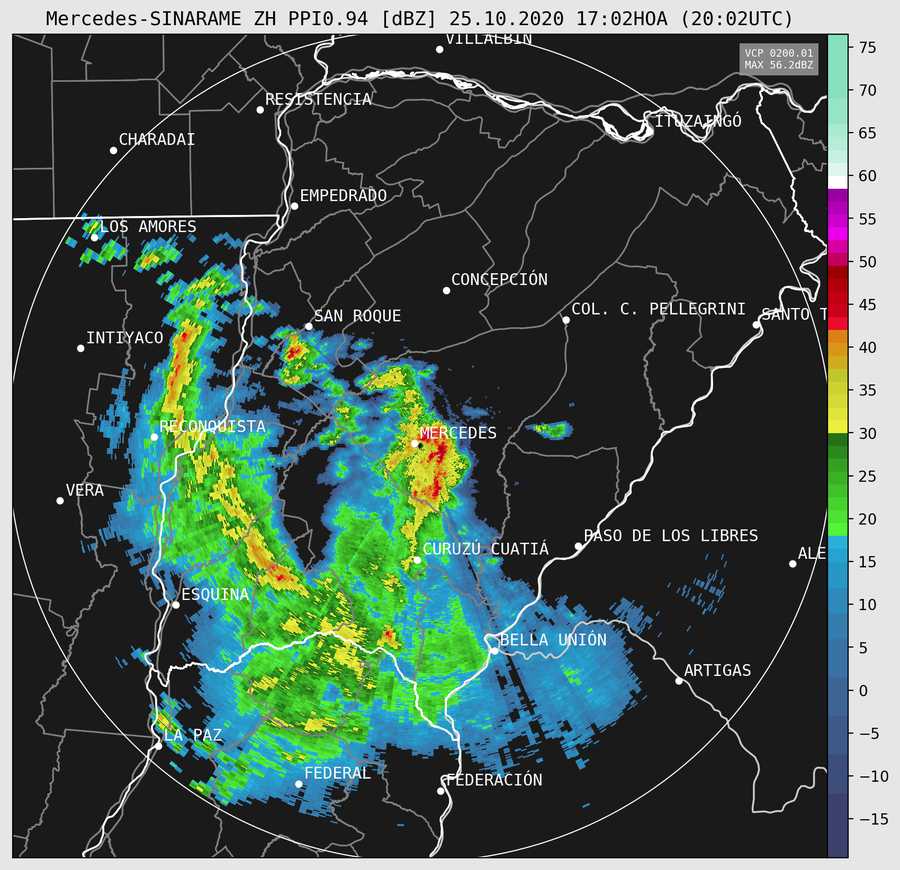 Mercedes-SINARAME ZH PPI0.94 [dBZ] 25.10.2020 17:02HOA (20:02UTC)
VILLALBIN
VCP 0200.01
MAX 56.2dBZ
RESISTENCIA
ITUZAINGÓ
CHARADAI
EMPEDRADO
LOS AMORES
CONCEPCIÓN
COL. C. PELLEGRINI
SANTO T
SAN ROQUE
INTIYACO
RECONQUISTA
MERCEDES
VERA
PASO DE LOS LIBRES
CURUZÚ CUATIÁ
ALE
ESQUINA
BELLA UNIÓN
ARTIGAS
LA PAZ
FEDERAL
FEDERACIÓN
75
70
65
60
55
50
45
40
35
30
25
20
15
10
5
0
−5
−10
−15